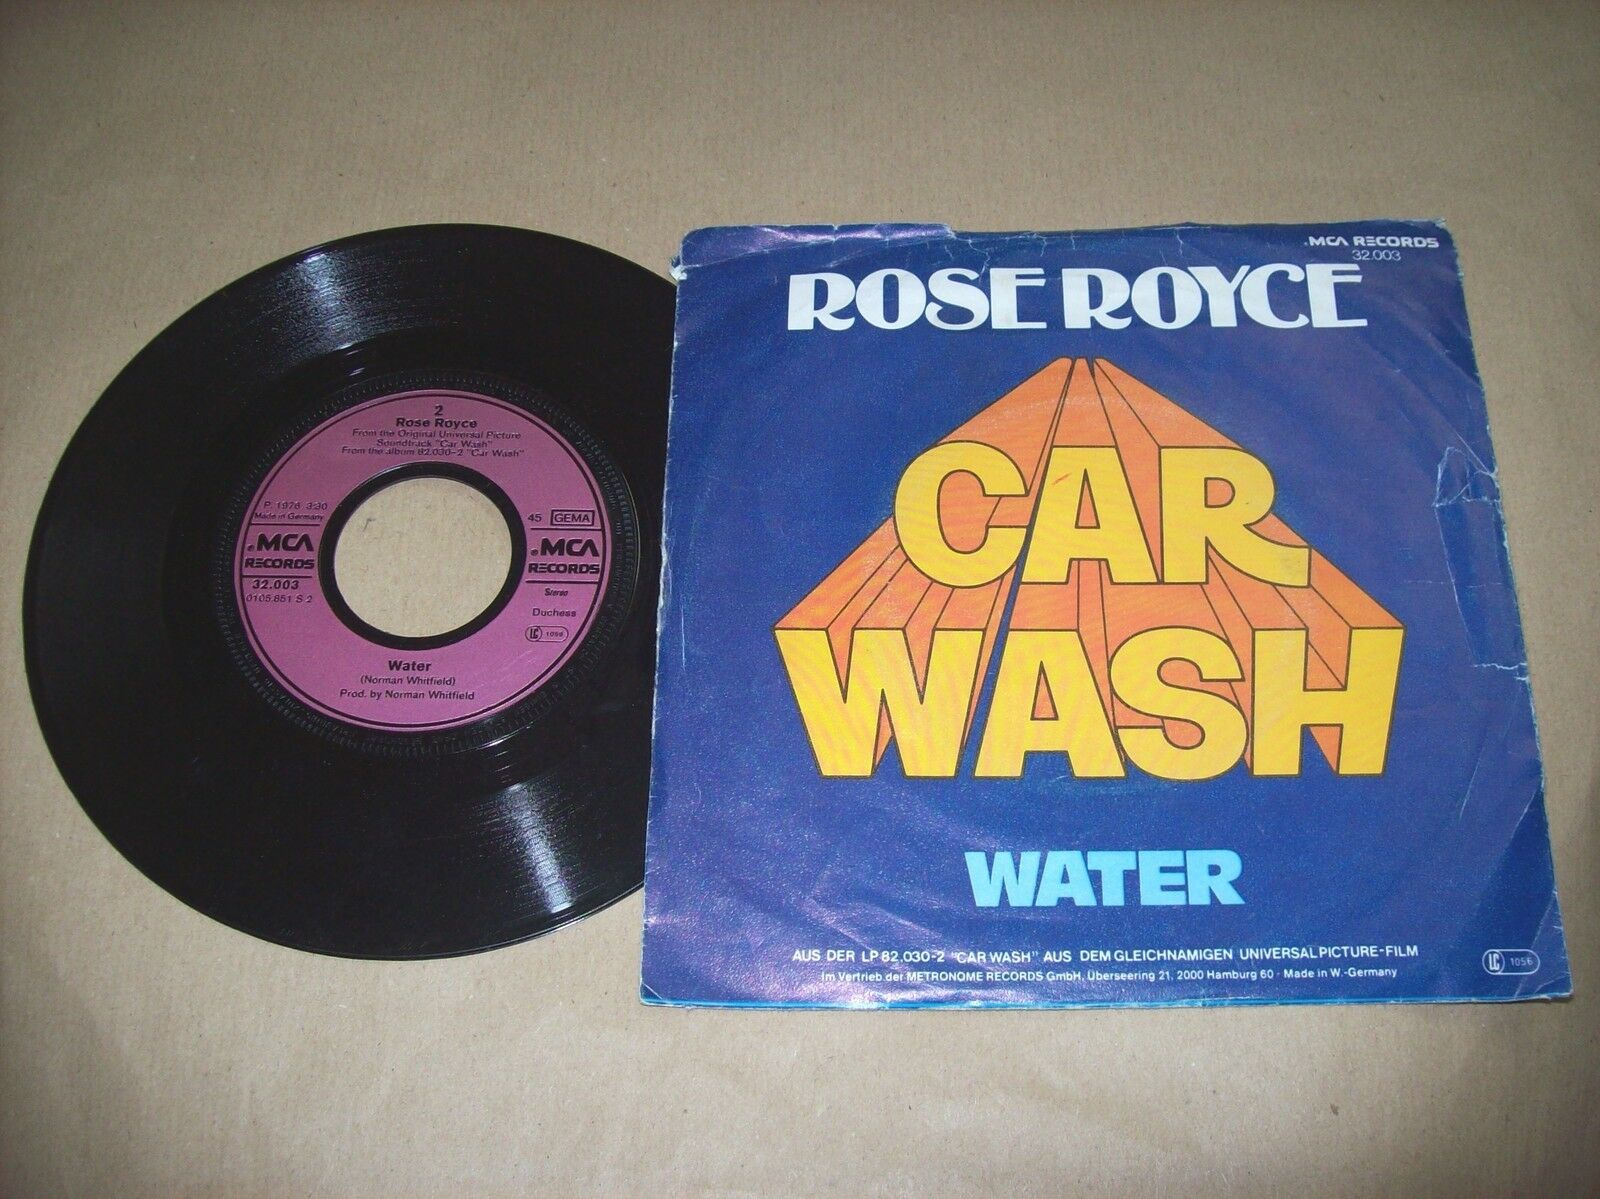 2
Rose Royce
From the Original Universal Picture
Soundtrack "Car Wash"
From the album 82.030-2 "Car Wash"
P. 1976 3:30
Made in Germany
MCA
RECORDS
32.003
0105.851 S 2
45 GEMA
MCA
RECORDS
Stereo
Duchess
LC 1056
Water
(Norman Whitfield)
Prod. by Norman Whitfield
MCA RECORDS
32.003
ROSE ROYCE
CAR
WASH
WATER
AUS DER LP 82.030-2 "CAR WASH" AUS DEM GLEICHNAMIGEN UNIVERSAL PICTURE-FILM
Im Vertrieb der METRONOME RECORDS GmbH, Überseering 21, 2000 Hamburg 60 · Made in W.-Germany
LC 1056